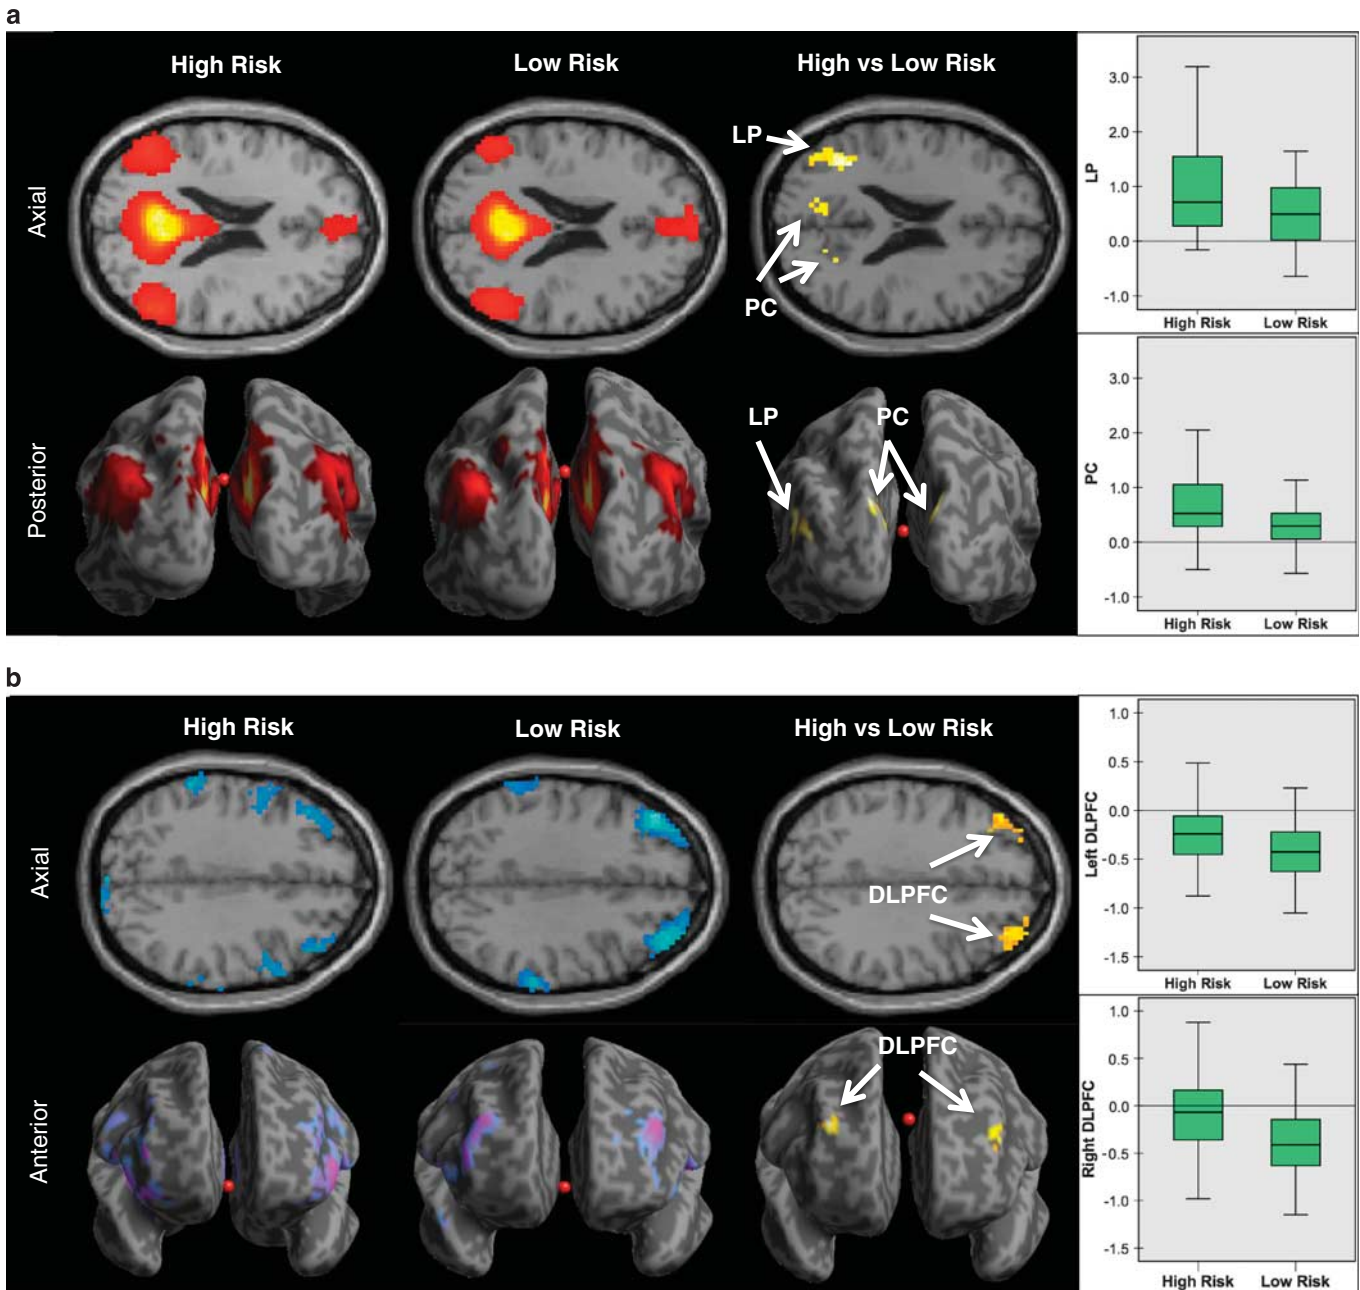 a
High Risk
Low Risk
High vs Low Risk
Axial
LP
PC
Posterior
LP
PC
LP
3.0
2.0
1.0
0.0
-1.0
High Risk
Low Risk
PC
3.0
2.0
1.0
0.0
-1.0
High Risk
Low Risk
b
High Risk
Low Risk
High vs Low Risk
Axial
DLPFC
Anterior
DLPFC
Left DLPFC
1.0
0.5
0.0
-0.5
-1.0
-1.5
High Risk
Low Risk
Right DLPFC
1.0
0.5
0.0
-0.5
-1.0
-1.5
High Risk
Low Risk